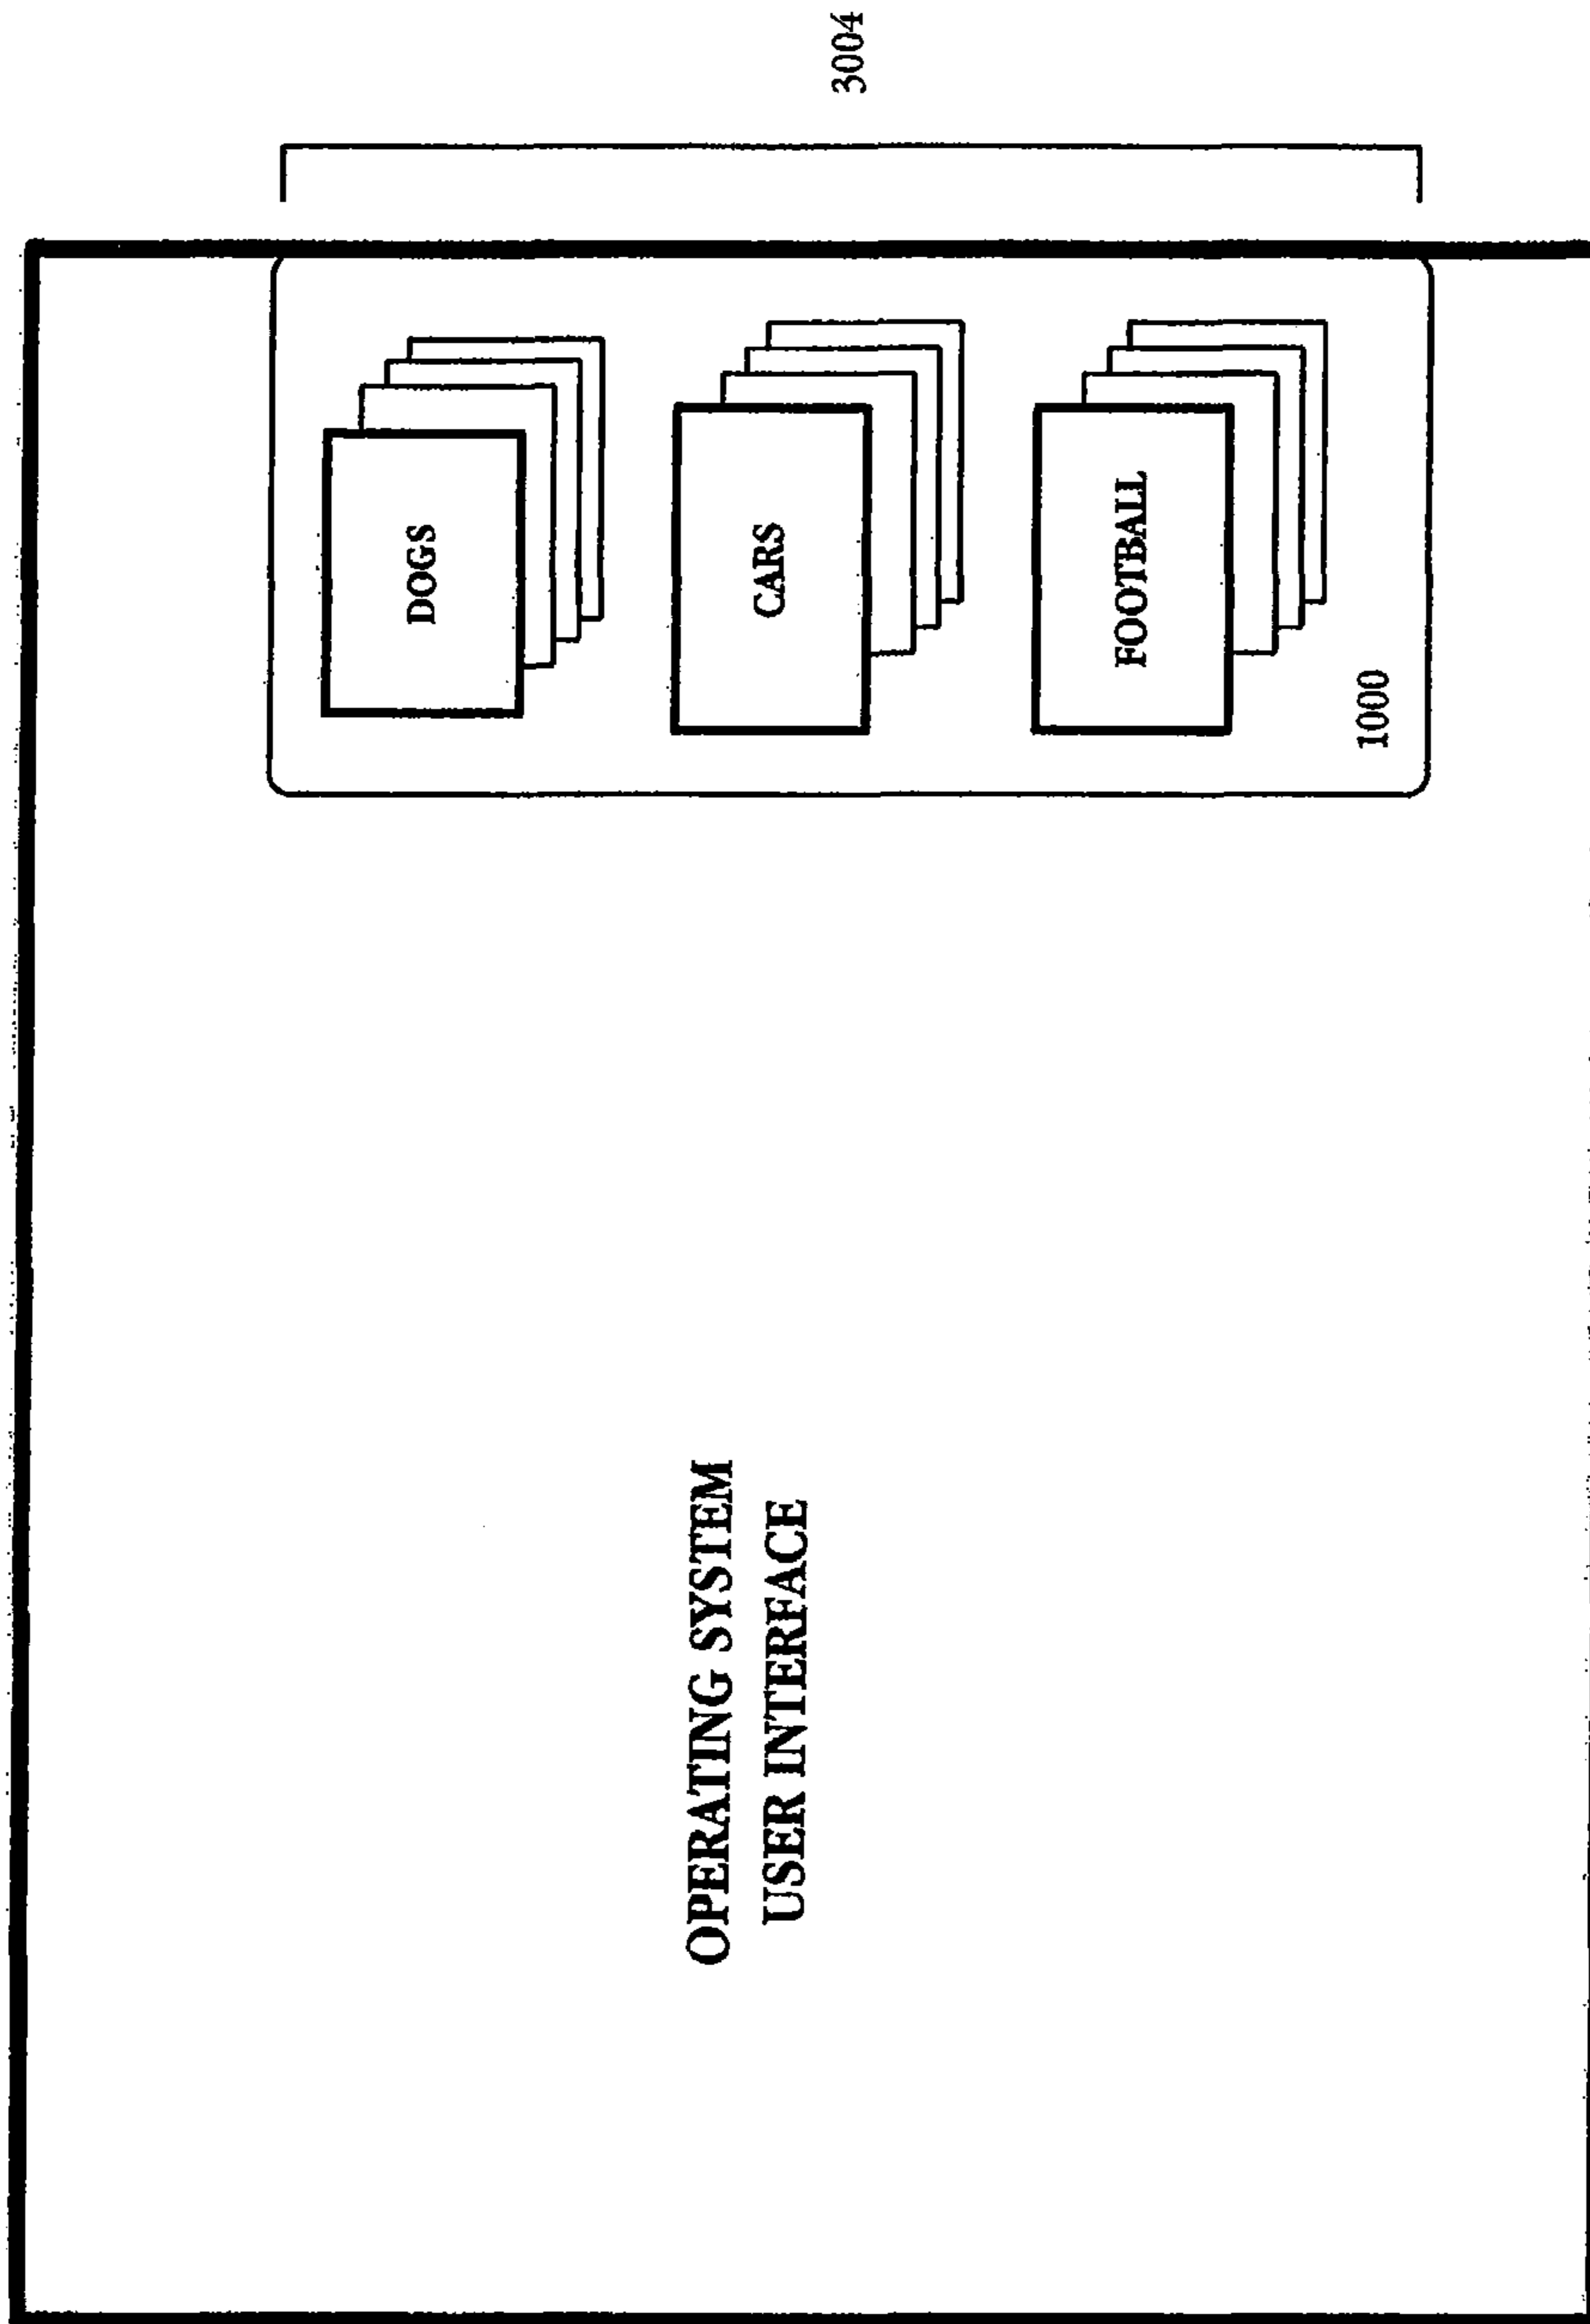 OPERATING SYSTEM
USER INTERFACE
DOGS
CARS
FOOTBALL
1000
3004